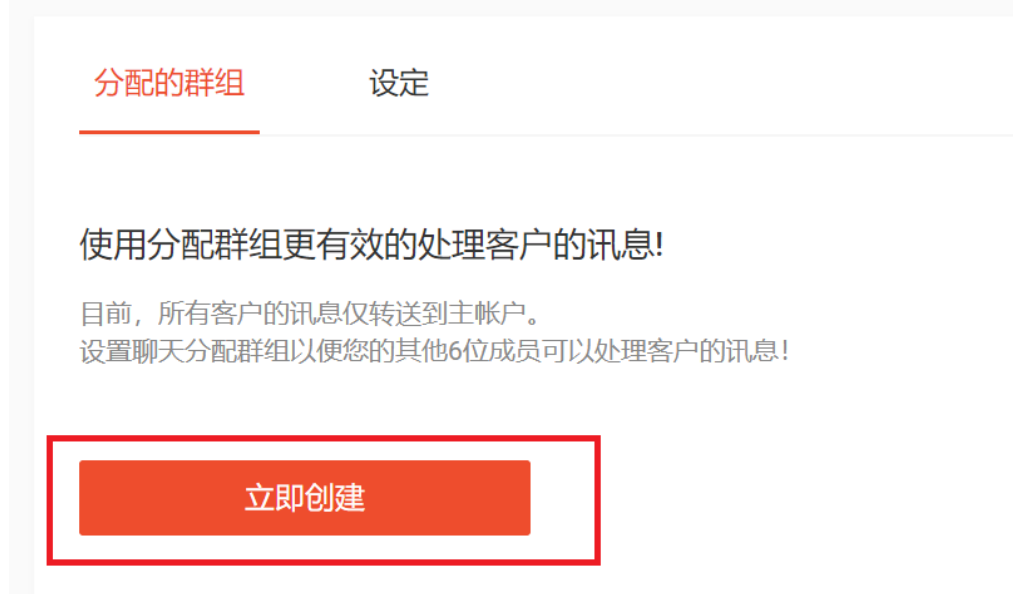 分配的群组 设定
使用分配群组更有效的处理客户的讯息!
目前，所有客户的讯息仅转送到主帐户。
设置聊天分配群组以便您的其他6位成员可以处理客户的讯息!
立即创建